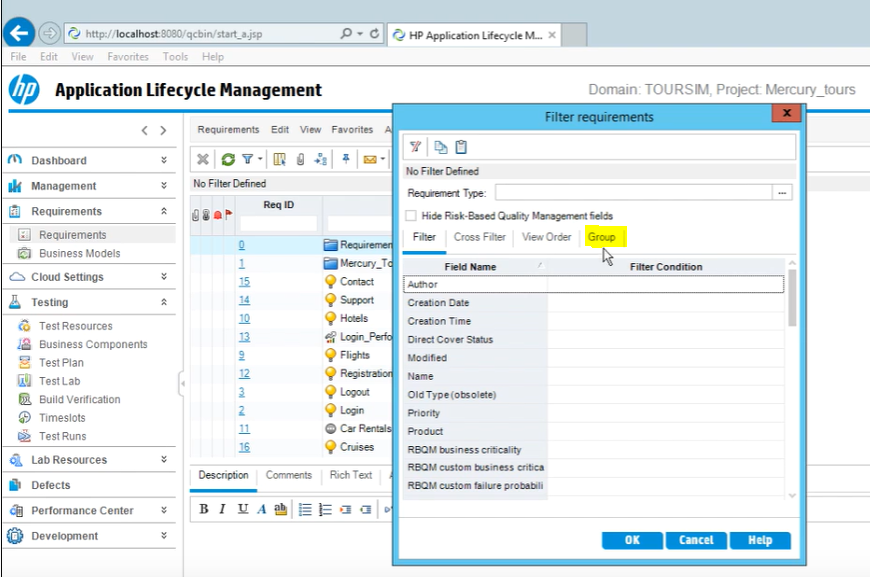 http://localhost:8080/qcbin/start_a.jsp
HP Application Lifecycle M...
File Edit View Favorites Tools Help
hp Application Lifecycle Management
Domain: TOURSIM, Project: Mercury_tours
Dashboard
Management
Requirements
Requirements
Business Models
Cloud Settings
Testing
Test Resources
Business Components
Test Plan
Test Lab
Build Verification
Timeslots
Test Runs
Lab Resources
Defects
Performance Center
Development
Requirements Edit View Favorites A
No Filter Defined
Req ID
0 Requiremen
1 Mercury_To
15 Contact
14 Support
10 Hotels
13 Login_Perfo
9 Flights
12 Registration
3 Logout
2 Login
11 Car Rentals
16 Cruises
Description Comments Rich Text
B I U A ab
Filter requirements
x
No Filter Defined
Requirement Type: ...
Hide Risk-Based Quality Management fields
Filter Cross Filter View Order Group
Field Name Filter Condition
Author
Creation Date
Creation Time
Direct Cover Status
Modified
Name
Old Type (obsolete)
Priority
Product
RBQM business criticality
RBQM custom business critica
RBQM custom failure probabili
OK Cancel Help